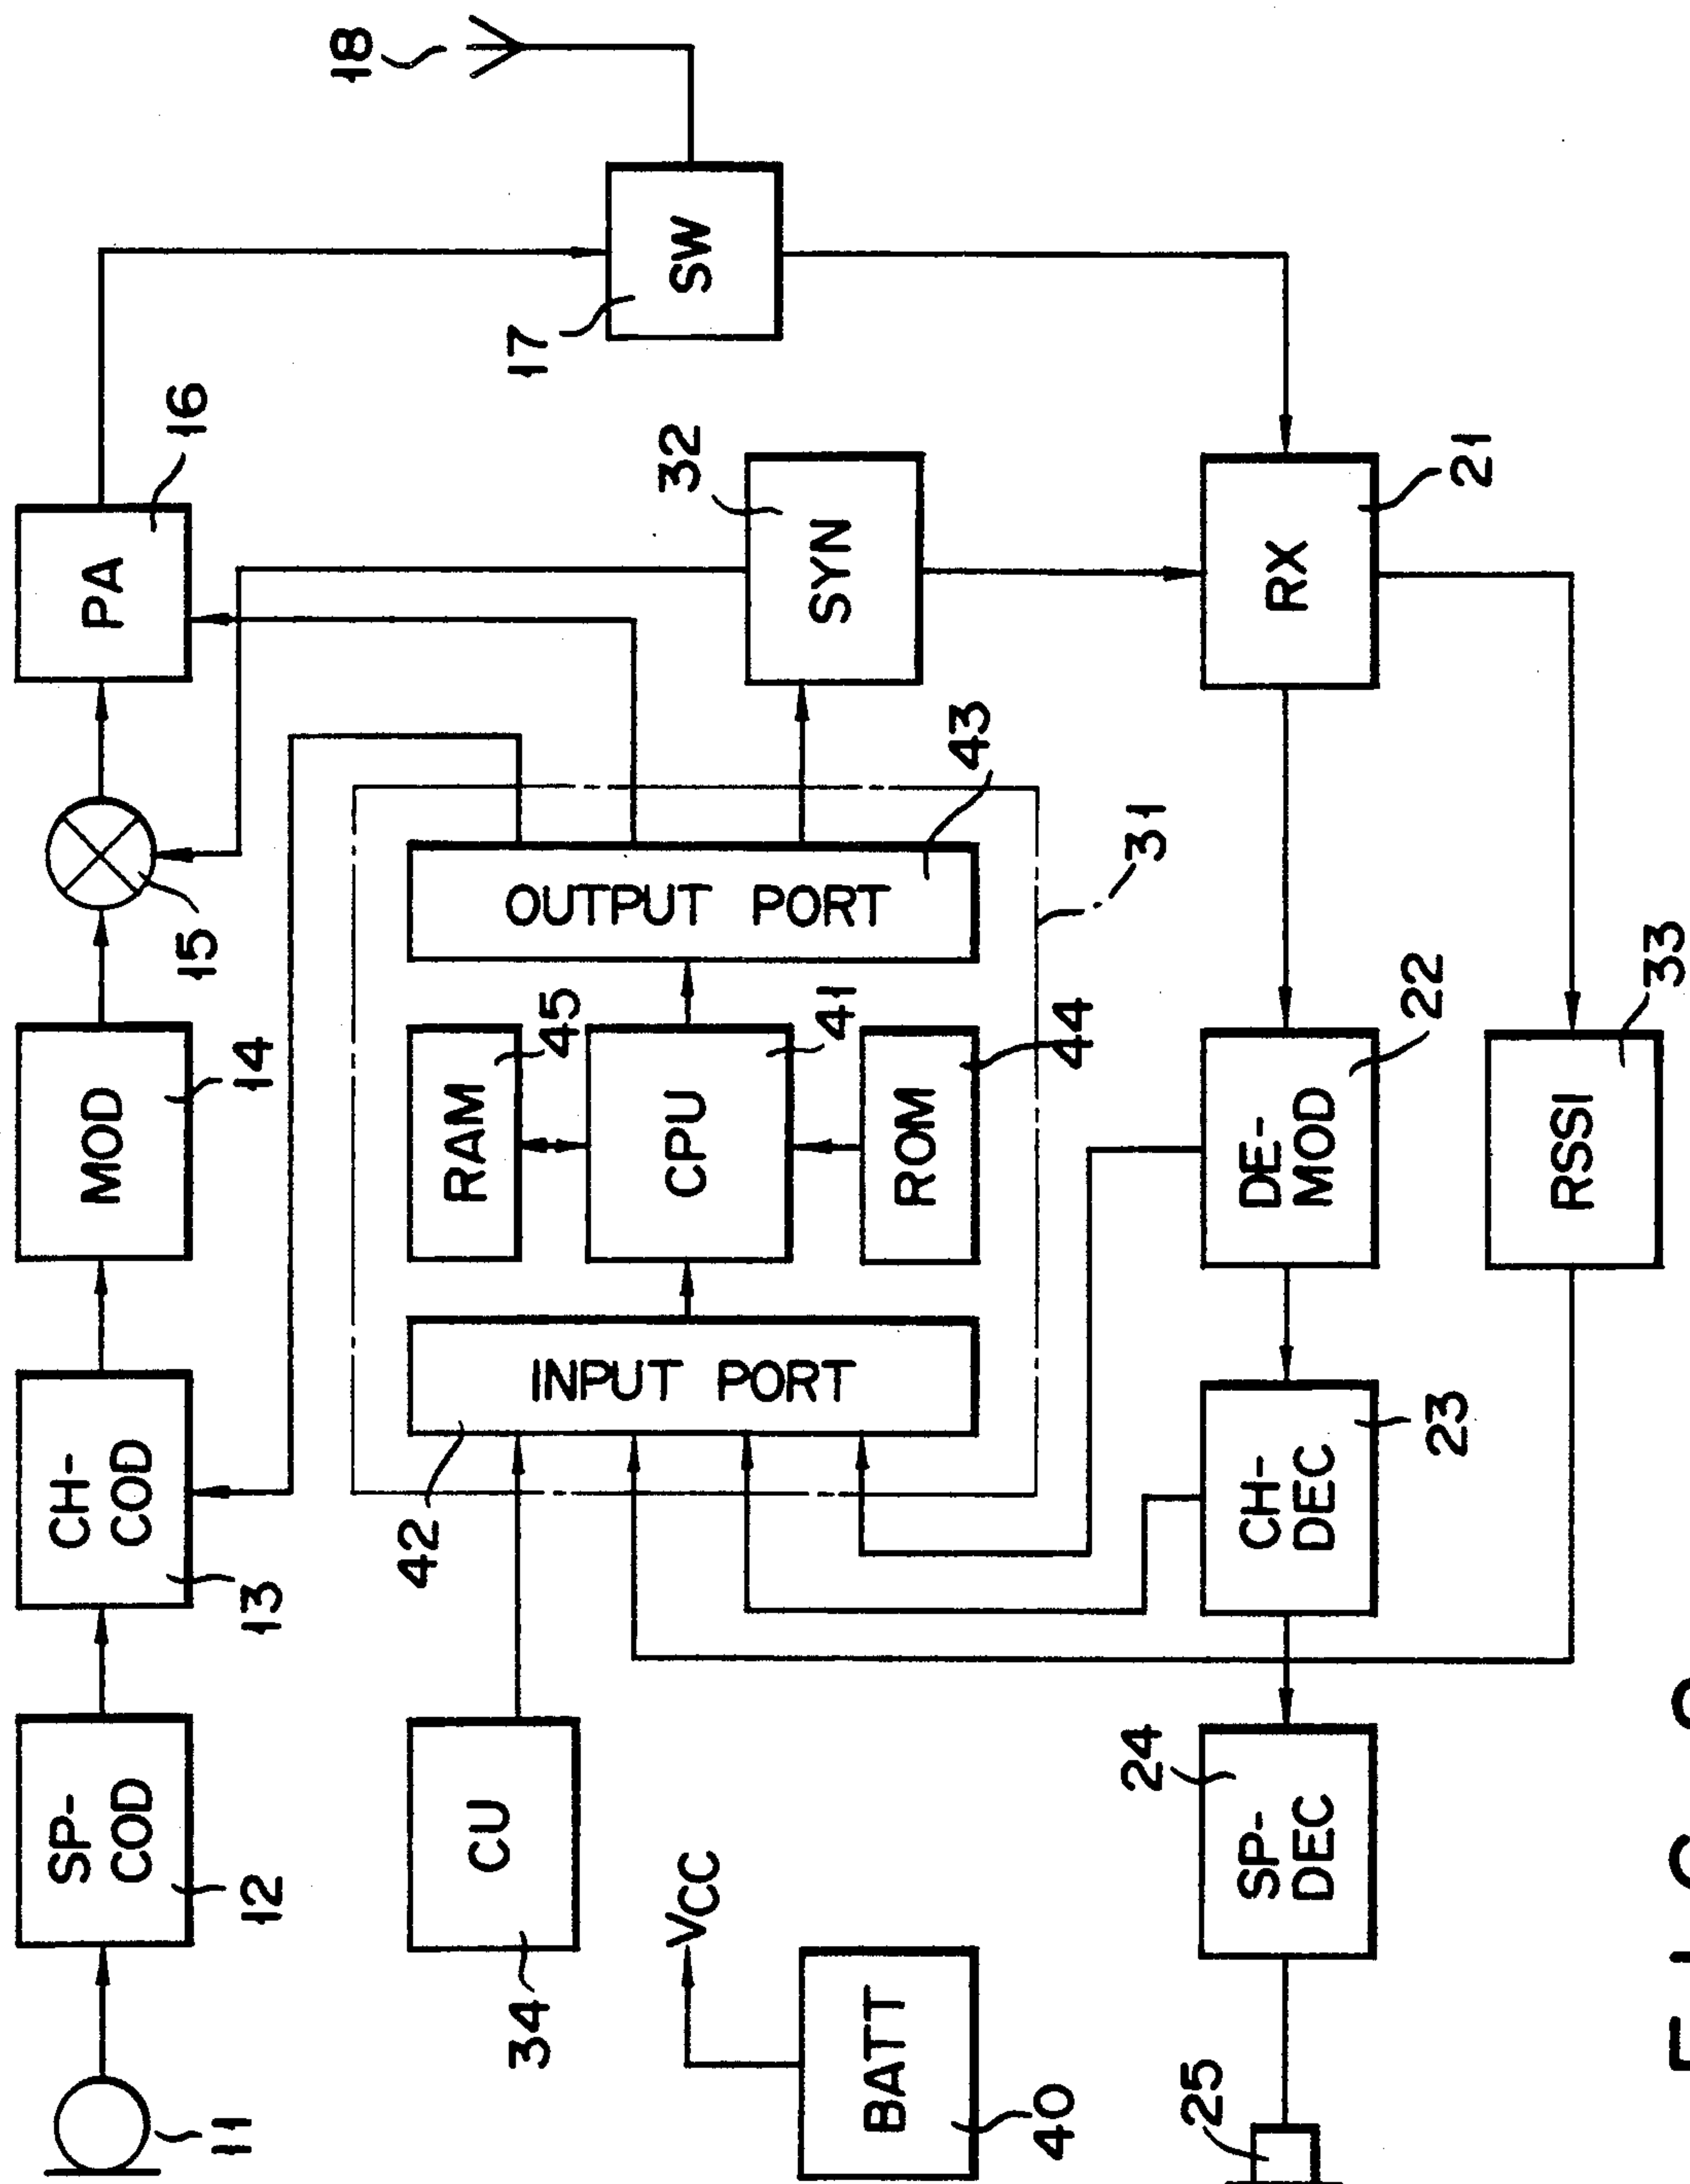 SP-
COD
CH-
COD
MOD
PA
11
12
13
14
15
16
18
42
RAM
45
CU
34
INPUT PORT
CPU
41
OUTPUT PORT
17
SW
VCC
32
SYN
BATT
40
ROM
44
43
31
24
25
SP-
DEC
CH-
DEC
23
DE-
MOD
22
RX
21
RSSI
33